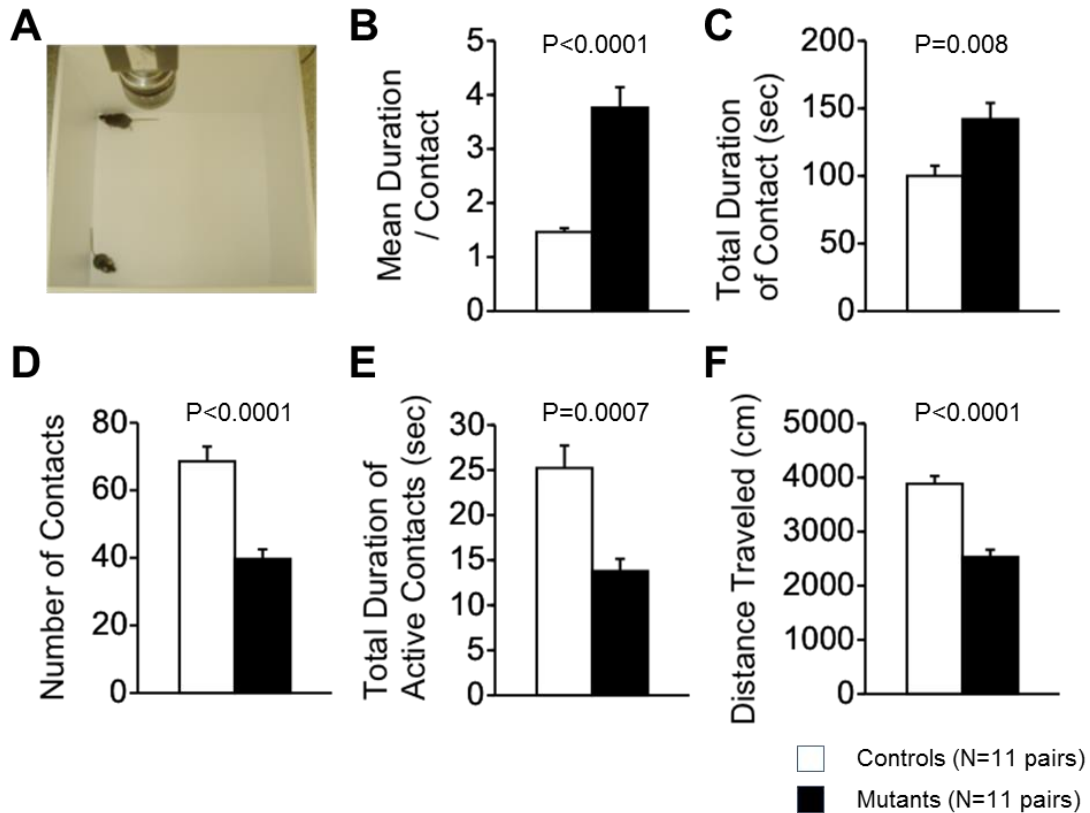 A
B
P<0.0001
5
4
3
2
1
0
Mean Duration
/ Contact
C
P=0.008
200
150
100
50
0
Total Duration
of Contact (sec)
D
P<0.0001
80
60
40
20
0
Number of Contacts
E
P=0.0007
30
25
20
15
10
5
0
Total Duration of
Active Contacts (sec)
F
P<0.0001
5000
4000
3000
2000
1000
0
Distance Traveled (cm)
Controls (N=11 pairs)
Mutants (N=11 pairs)